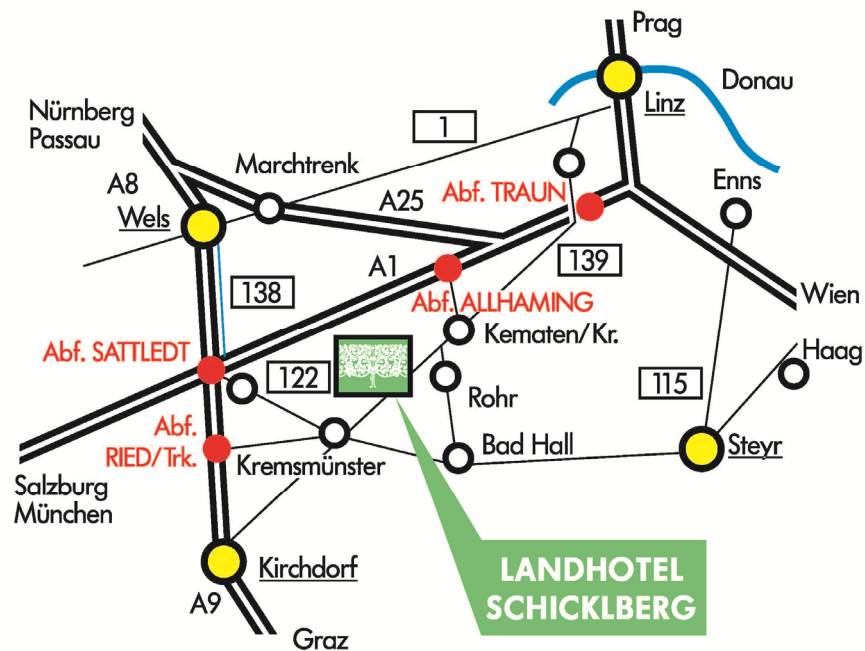 Prag
Donau
Linz
Nürnberg
Passau
1
Marchtrenk
A8
Wels
A25
Abf. TRAUN
Enns
139
A1
138
Abf. ALLHAMING
Wien
Kematen/Kr.
Abf. SATTLEDT
Haag
122
115
Rohr
Abf.
RIED/Trk.
Kremsmünster
Bad Hall
Steyr
Salzburg
München
Kirchdorf
A9
Graz
LANDHOTEL
SCHICKLBERG